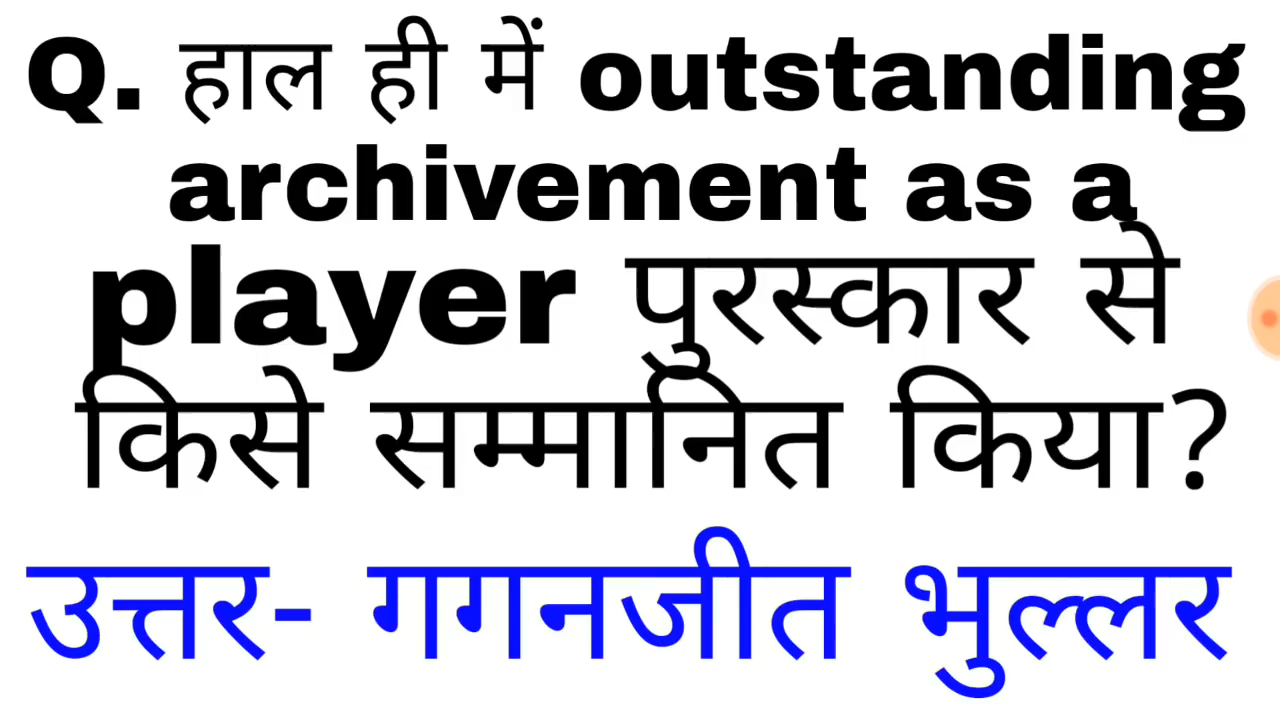 Q. हाल ही में outstanding
archivement as a
player पुरस्कार से
किसे सम्मानित किया?
उत्तर- गगनजीत भुल्लर